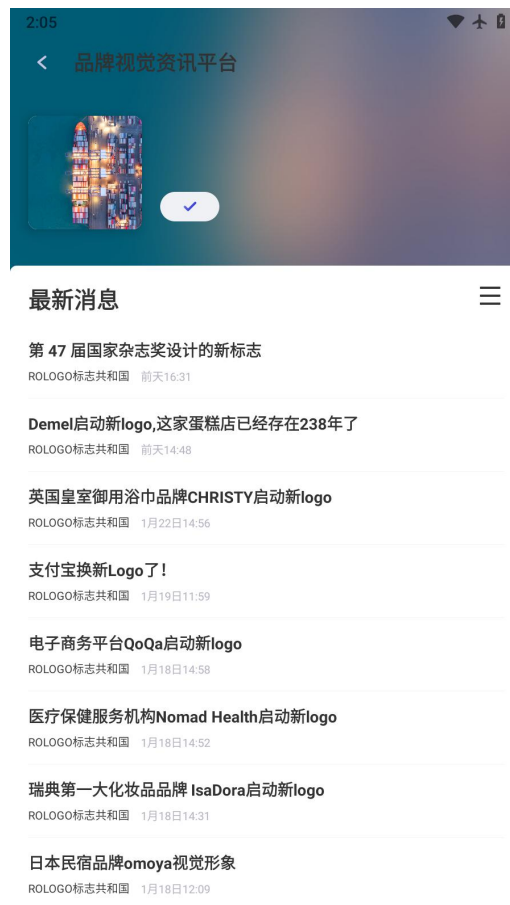 2:05
品牌视觉资讯平台
最新消息
第 47 届国家杂志奖设计的新标志
ROLOGO标志共和国 前天16:31
Demel启动新logo,这家蛋糕店已经存在238年了
ROLOGO标志共和国 前天14:48
英国皇室御用浴巾品牌CHRISTY启动新logo
ROLOGO标志共和国 1月22日14:56
支付宝换新Logo了！
ROLOGO标志共和国 1月19日11:59
电子商务平台QoQa启动新logo
ROLOGO标志共和国 1月18日14:58
医疗保健服务机构Nomad Health启动新logo
ROLOGO标志共和国 1月18日14:52
瑞典第一大化妆品品牌 IsaDora启动新logo
ROLOGO标志共和国 1月18日14:31
日本民宿品牌omoya视觉形象
ROLOGO标志共和国 1月18日12:09